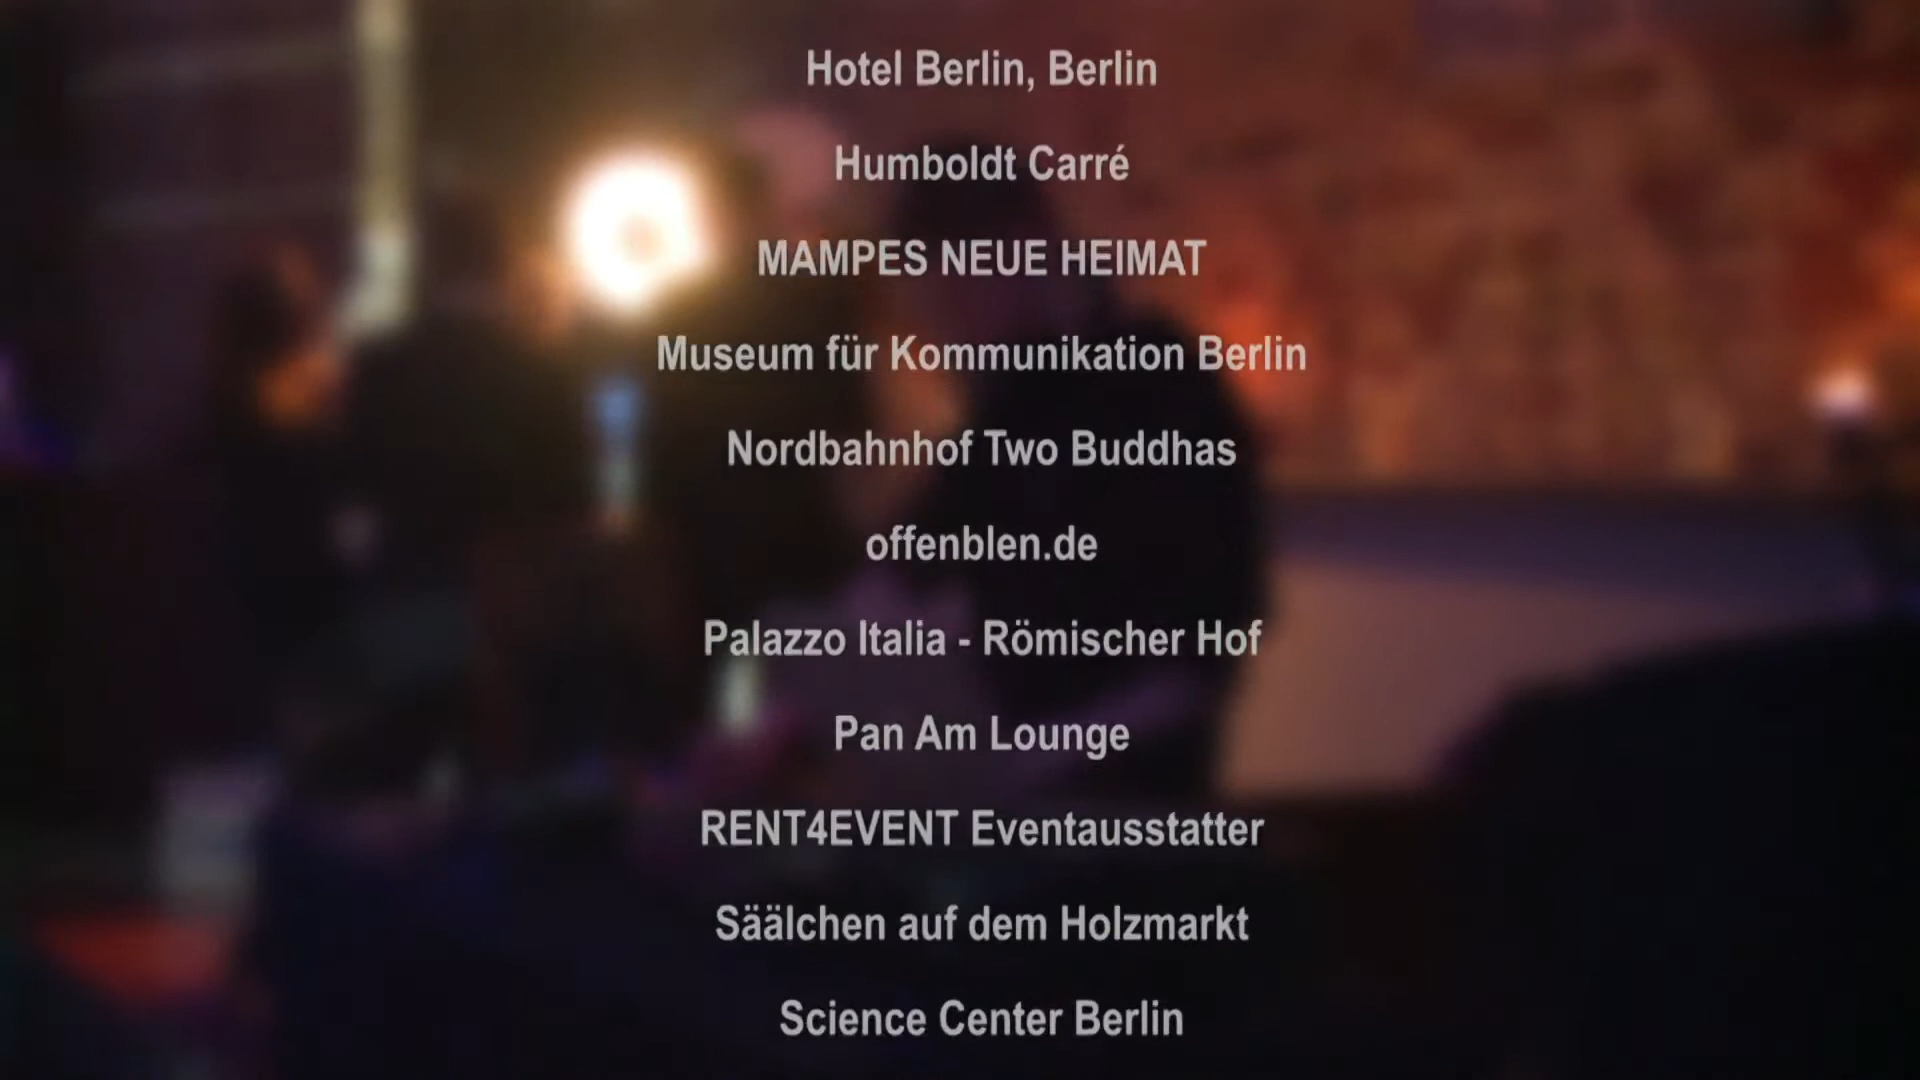 Hotel Berlin, Berlin
Humboldt Carré
MAMPES NEUE HEIMAT
Museum für Kommunikation Berlin
Nordbahnhof Two Buddhas
offenblen.de
Palazzo Italia - Römischer Hof
Pan Am Lounge
RENT4EVENT Eventausstatter
Säälchen auf dem Holzmarkt
Science Center Berlin